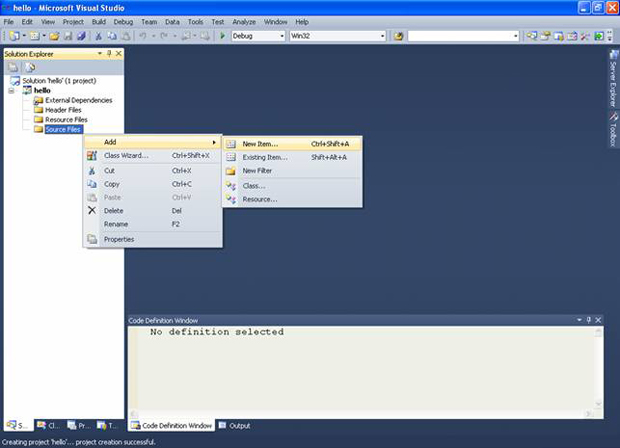 hello - Microsoft Visual Studio
File Edit View Project Build Debug Team Data Tools Test Analyze Window Help
Debug Win32
Solution Explorer
Solution 'hello' (1 project)
hello
External Dependencies
Header Files
Resource Files
Source Files
Add
Class Wizard... Ctrl+Shift+X
Cut Ctrl+X
Copy Ctrl+C
Paste Ctrl+V
Delete Del
Rename F2
Properties
New Item... Ctrl+Shift+A
Existing Item... Shift+Alt+A
New Filter
Class...
Resource...
Server Explorer
Toolbox
Code Definition Window
No definition selected
S... Cl... Pr... T... Code Definition Window Output
Creating project 'hello'... project creation successful.